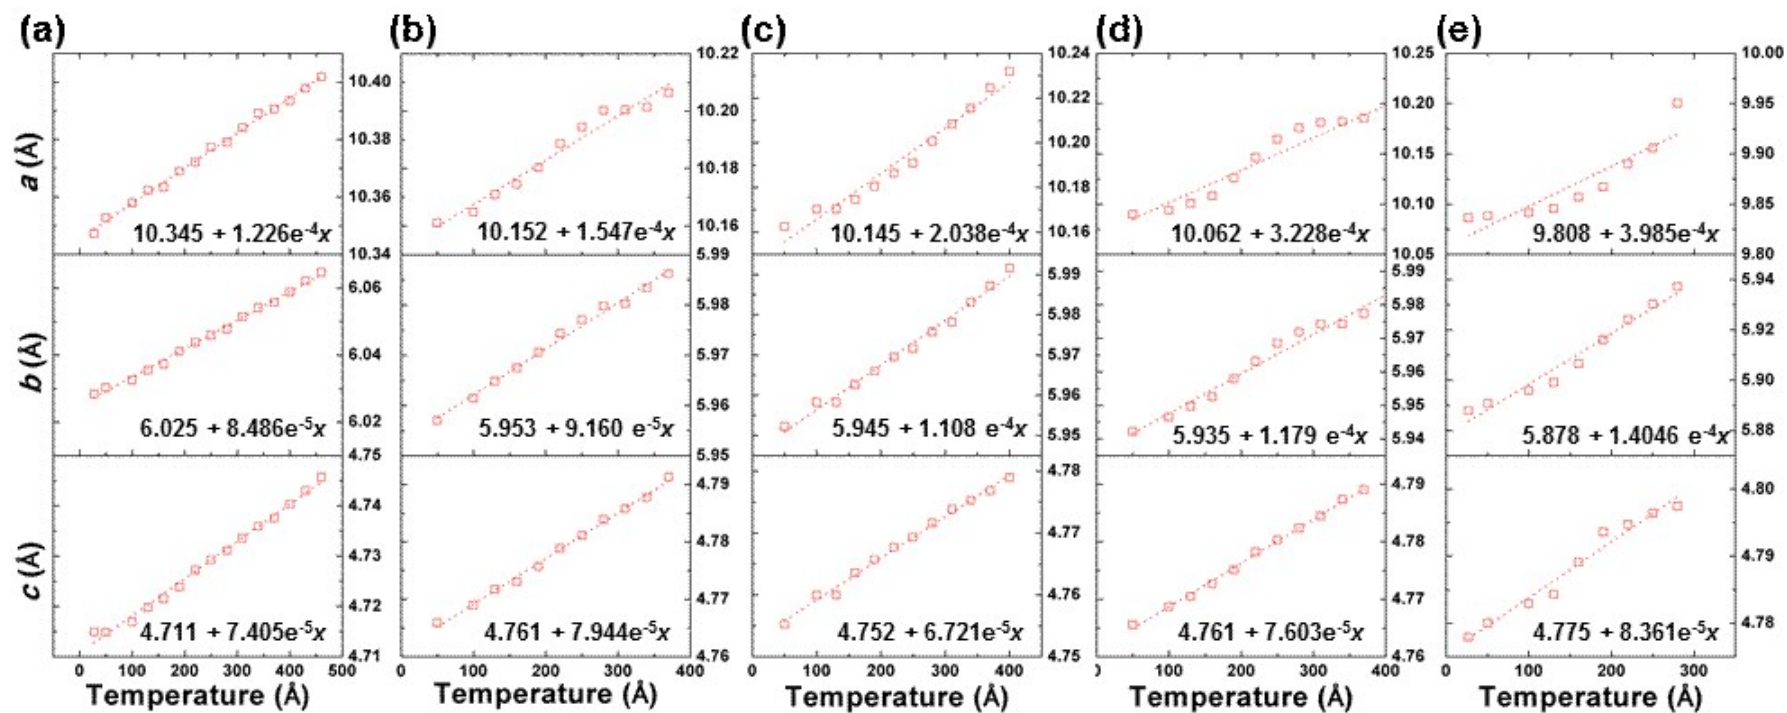 (a) (b) (c) (d) (e)
a (Å)
10.40
10.38
10.36
10.34
10.345 + 1.226e-4x
10.22
10.20
10.18
10.16
5.99
10.152 + 1.547e-4x
10.24
10.22
10.20
10.18
10.16
10.145 + 2.038e-4x
10.25
10.20
10.15
10.10
10.05
10.062 + 3.228e-4x
10.00
9.95
9.90
9.85
9.80
9.808 + 3.985e-4x
b (Å)
6.06
6.04
6.02
4.75
6.025 + 8.486e-5x
5.98
5.97
5.96
5.95
5.953 + 9.160 e-5x
5.99
5.98
5.97
5.96
5.95
5.945 + 1.108 e-4x
5.99
5.98
5.97
5.96
5.95
5.94
5.935 + 1.179 e-4x
5.94
5.92
5.90
5.88
5.878 + 1.4046 e-4x
c (Å)
4.74
4.73
4.72
4.71
4.711 + 7.405e-5x
4.79
4.78
4.77
4.76
4.761 + 7.944e-5x
4.78
4.77
4.76
4.75
4.752 + 6.721e-5x
4.79
4.78
4.77
4.76
4.761 + 7.603e-5x
4.80
4.79
4.78
4.775 + 8.361e-5x
0 100 200 300 400 500
0 100 200 300 400
0 100 200 300 400
0 100 200 300 400
100 200 300
Temperature (Å) Temperature (Å) Temperature (Å) Temperature (Å) Temperature (Å)